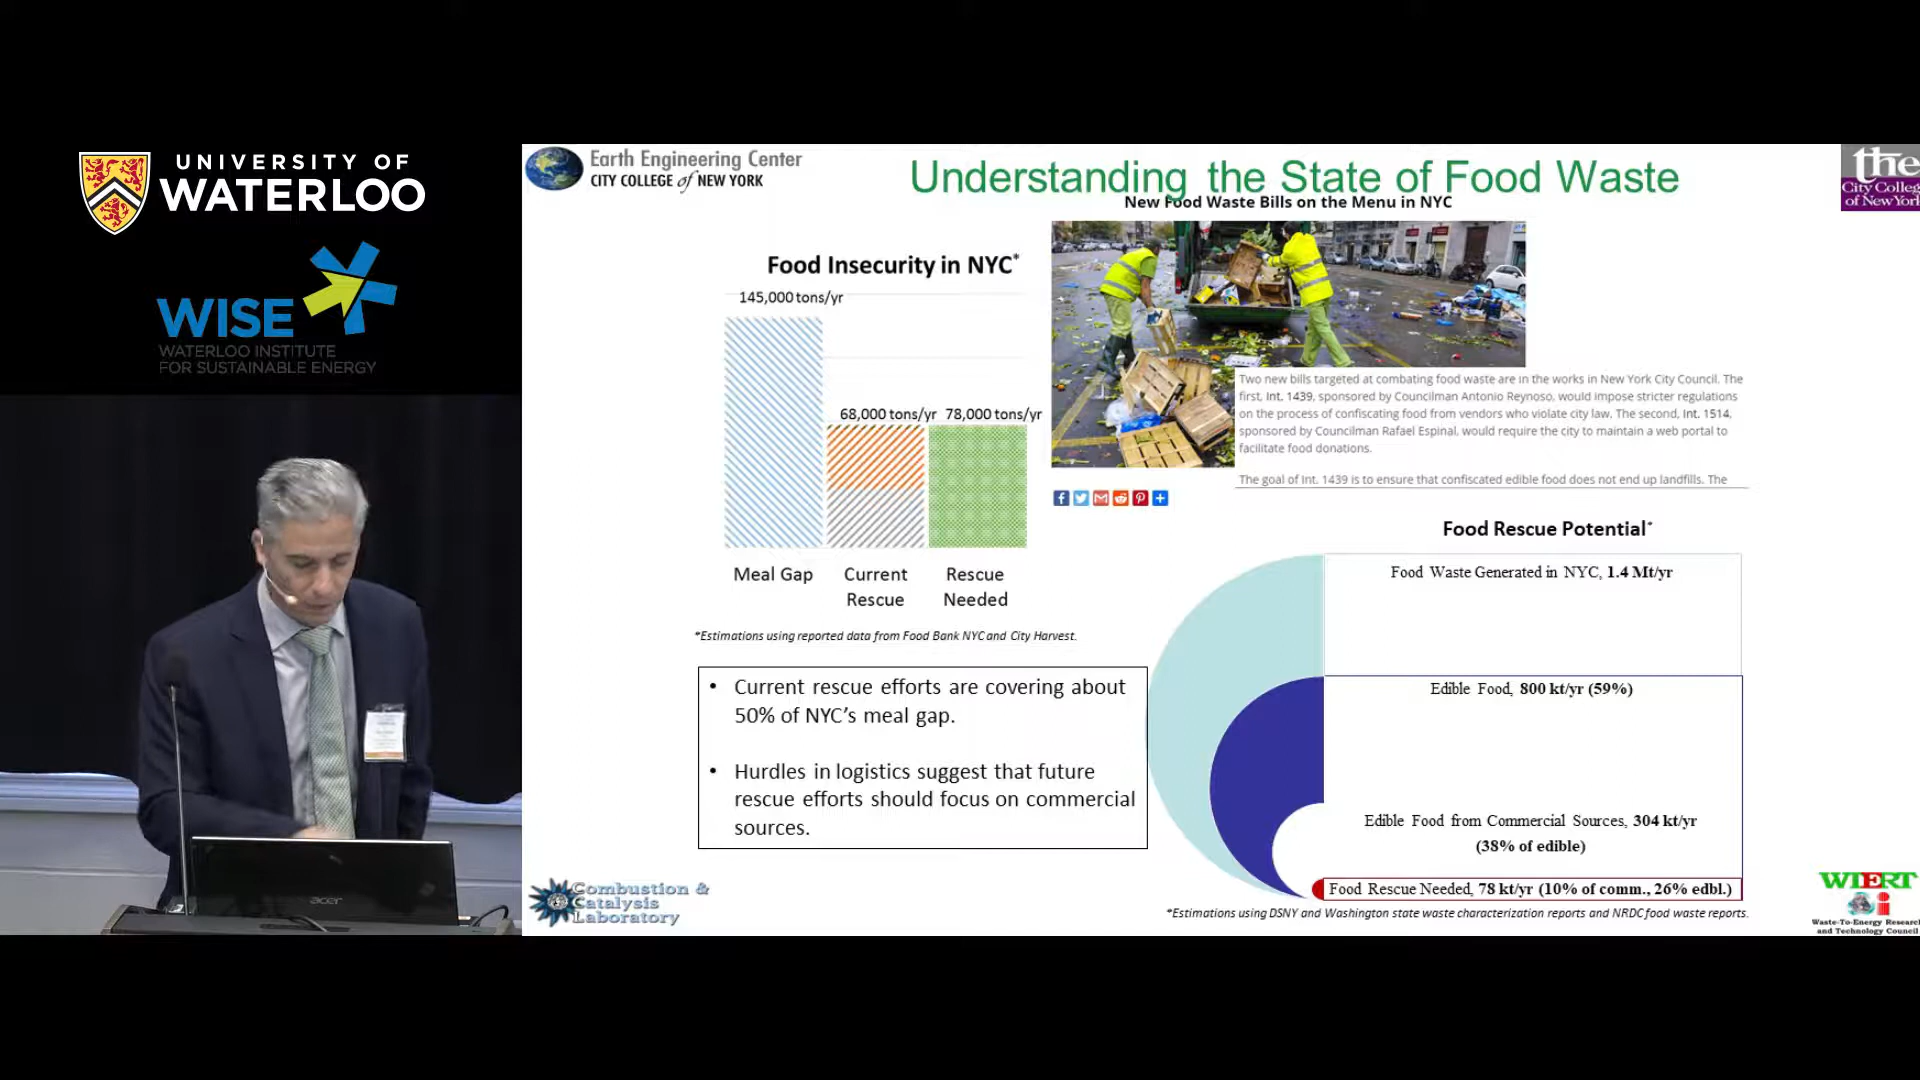 UNIVERSITY OF
WATERLOO
WISE
WATERLOO INSTITUTE
FOR SUSTAINABLE ENERGY
Earth Engineering Center
CITY COLLEGE of NEW YORK
Understanding the State of Food Waste
the
City College
of New York
New Food Waste Bills on the Menu in NYC
Food Insecurity in NYC*
145,000 tons/yr
68,000 tons/yr 78,000 tons/yr
Meal Gap
Current
Rescue
Rescue
Needed
*Estimations using reported data from Food Bank NYC and City Harvest.
Two new bills targeted at combating food waste are in the works in New York City Council. The
first, Int. 1439, sponsored by Councilman Antonio Reynoso, would impose stricter regulations
on the process of confiscating food from vendors who violate city law. The second, Int. 1514,
sponsored by Councilman Rafael Espinal, would require the city to maintain a web portal to
facilitate food donations.
The goal of Int. 1439 is to ensure that confiscated edible food does not end up landfills. The
• Current rescue efforts are covering about
50% of NYC's meal gap.
• Hurdles in logistics suggest that future
rescue efforts should focus on commercial
sources.
Food Rescue Potential*
Food Waste Generated in NYC, 1.4 Mt/yr
Edible Food, 800 kt/yr (59%)
Edible Food from Commercial Sources, 304 kt/yr
(38% of edible)
Food Rescue Needed, 78 kt/yr (10% of comm., 26% edbl.)
*Estimations using DSNY and Washington state waste characterization reports and NRDC food waste reports.
Combustion &
Catalysis
Laboratory
WTERT
Waste-To-Energy Research
and Technology Council
acer